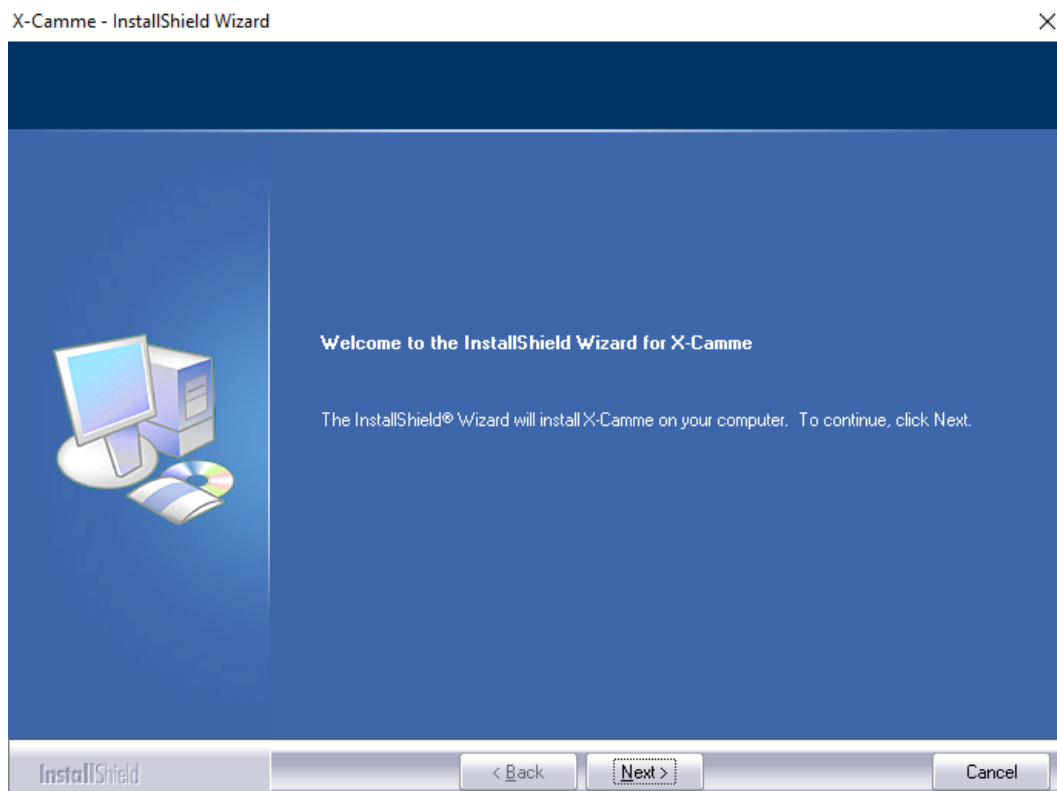 X-Camme - InstallShield Wizard
Welcome to the InstallShield Wizard for X-Camme
The InstallShield® Wizard will install X-Camme on your computer. To continue, click Next.
InstallShield
< Back
Next >
Cancel